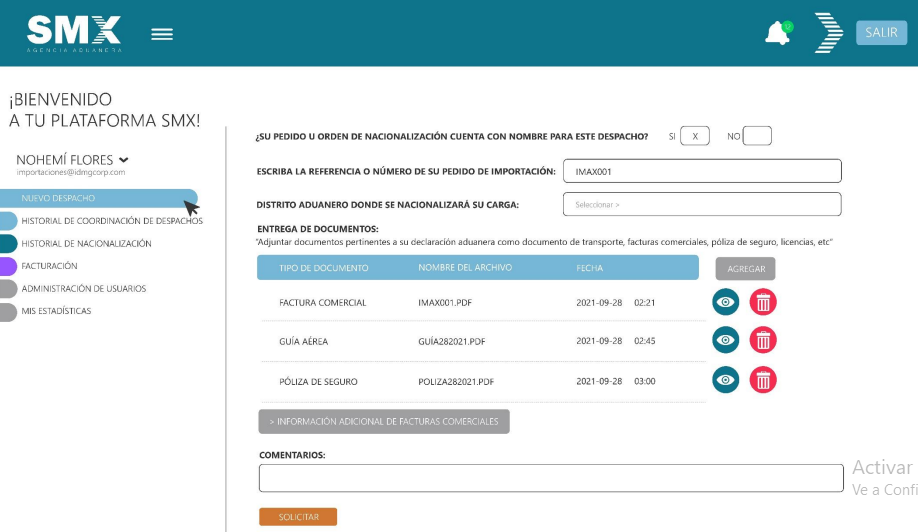 SMX
AGENCIA ADUANERA
SALIR
¡BIENVENIDO
A TU PLATAFORMA SMX!
NOHEMÍ FLORES
importaciones@idmgcorp.com
NUEVO DESPACHO
HISTORIAL DE COORDINACIÓN DE DESPACHOS
HISTORIAL DE NACIONALIZACIÓN
FACTURACIÓN
ADMINISTRACIÓN DE USUARIOS
MIS ESTADÍSTICAS
¿SU PEDIDO U ORDEN DE NACIONALIZACIÓN CUENTA CON NOMBRE PARA ESTE DESPACHO? SI X NO
ESCRIBA LA REFERENCIA O NÚMERO DE SU PEDIDO DE IMPORTACIÓN: IMAX001
DISTRITO ADUANERO DONDE SE NACIONALIZARÁ SU CARGA: Seleccionar >
ENTREGA DE DOCUMENTOS:
"Adjuntar documentos pertinentes a su declaración aduanera como documento de transporte, facturas comerciales, póliza de seguro, licencias, etc"
TIPO DE DOCUMENTO NOMBRE DEL ARCHIVO FECHA AGREGAR
FACTURA COMERCIAL IMAX001.PDF 2021-09-28 02:21
GUÍA AÉREA GUÍA282021.PDF 2021-09-28 02:45
PÓLIZA DE SEGURO POLIZA282021.PDF 2021-09-28 03:00
> INFORMACIÓN ADICIONAL DE FACTURAS COMERCIALES
COMENTARIOS:
SOLICITAR
Activar
Ve a Confi